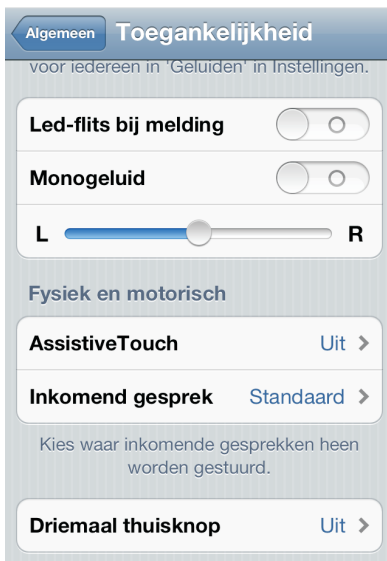 Algemeen Toegankelijkheid
voor iedereen in 'Geluiden' in Instellingen.
Led-flits bij melding
Monogeluid
L R
Fysiek en motorisch
AssistiveTouch Uit
Inkomend gesprek Standaard
Kies waar inkomende gesprekken heen
worden gestuurd.
Driemaal thuisknop Uit